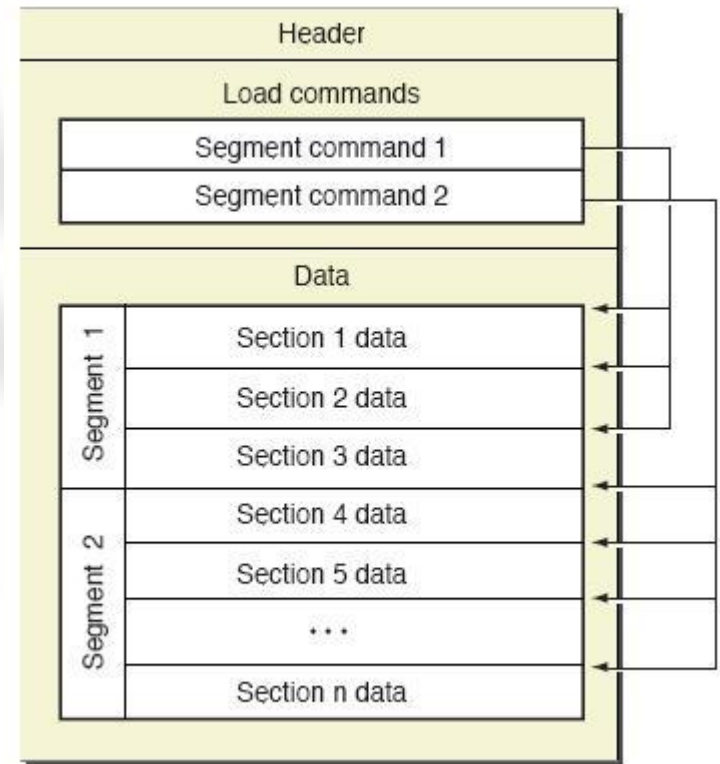 Header
Load commands
Segment command 1
Segment command 2
Data
Segment 1
Section 1 data
Section 2 data
Section 3 data
Segment 2
Section 4 data
Section 5 data
...
Section n data